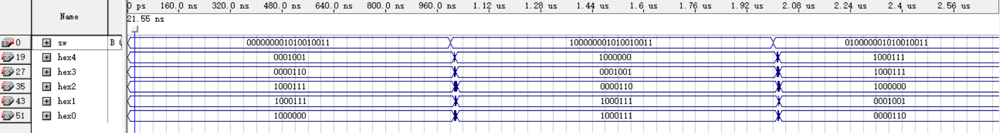 0 ps 160.0 ns 320.0 ns 480.0 ns 640.0 ns 800.0 ns 960.0 ns 1.12 us 1.28 us 1.44 us 1.6 us 1.76 us 1.92 us 2.08 us 2.24 us 2.4 us 2.56 us
Name
21.55 ns
0 sw B 000000001010010011 100000001010010011 010000001010010011
19 hex4 0001001 1000000 1000111
27 hex3 0000110 0001001 1000111
35 hex2 1000111 0000110 1000000
43 hex1 1000111 1000111 0001001
51 hex0 1000000 1000111 0000110